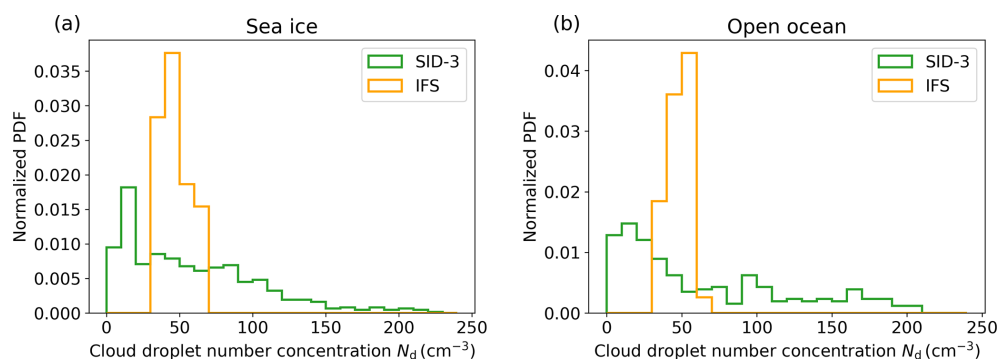 (a)
Sea ice
SID-3
IFS
Normalized PDF
0.035
0.030
0.025
0.020
0.015
0.010
0.005
0.000
0
50
100
150
200
250
Cloud droplet number concentration N_d (cm⁻³)
(b)
Open ocean
SID-3
IFS
Normalized PDF
0.04
0.03
0.02
0.01
0.00
0
50
100
150
200
250
Cloud droplet number concentration N_d (cm⁻³)